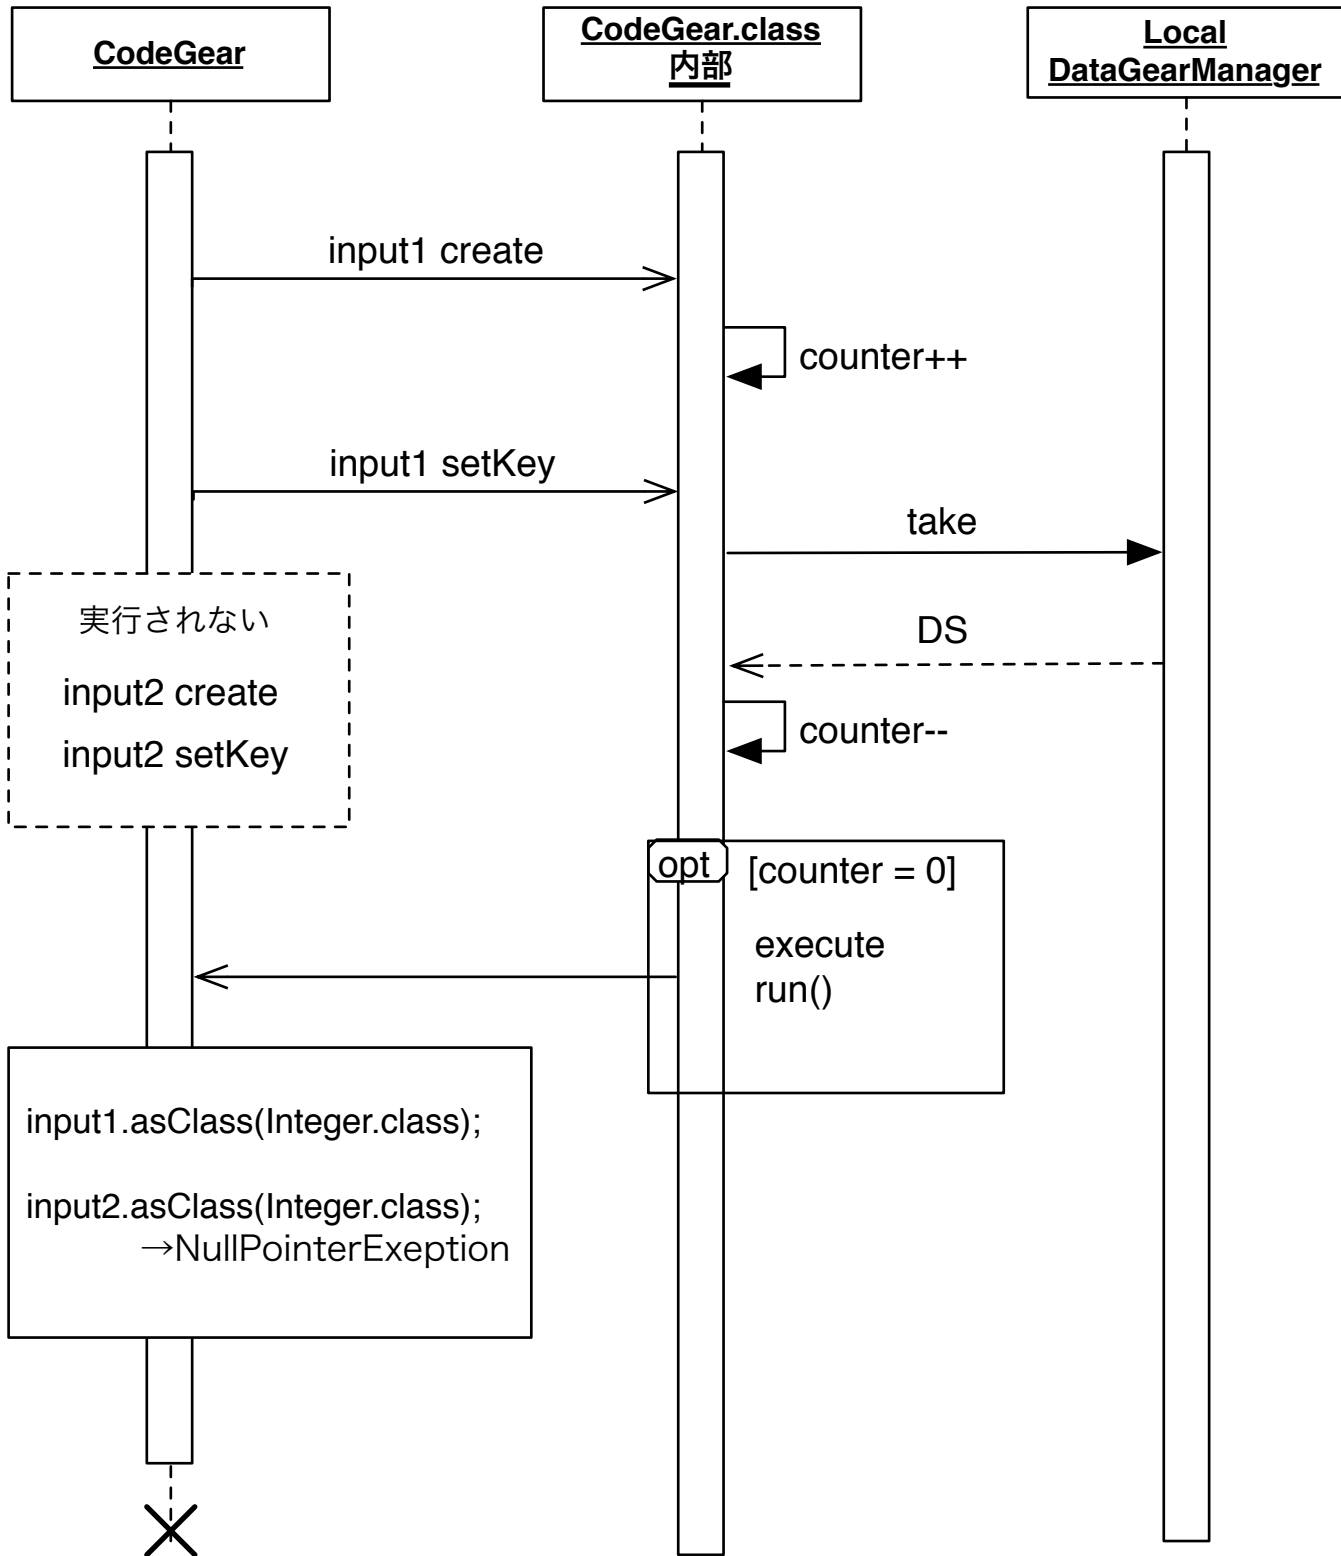 CodeGear
CodeGear.class
内部
Local
DataGearManager
input1 create
counter++
input1 setKey
take
実行されない
input2 create
input2 setKey
DS
counter--
opt
[counter = 0]
execute
run()
input1.asClass(Integer.class);
input2.asClass(Integer.class);
→NullPointerExeption